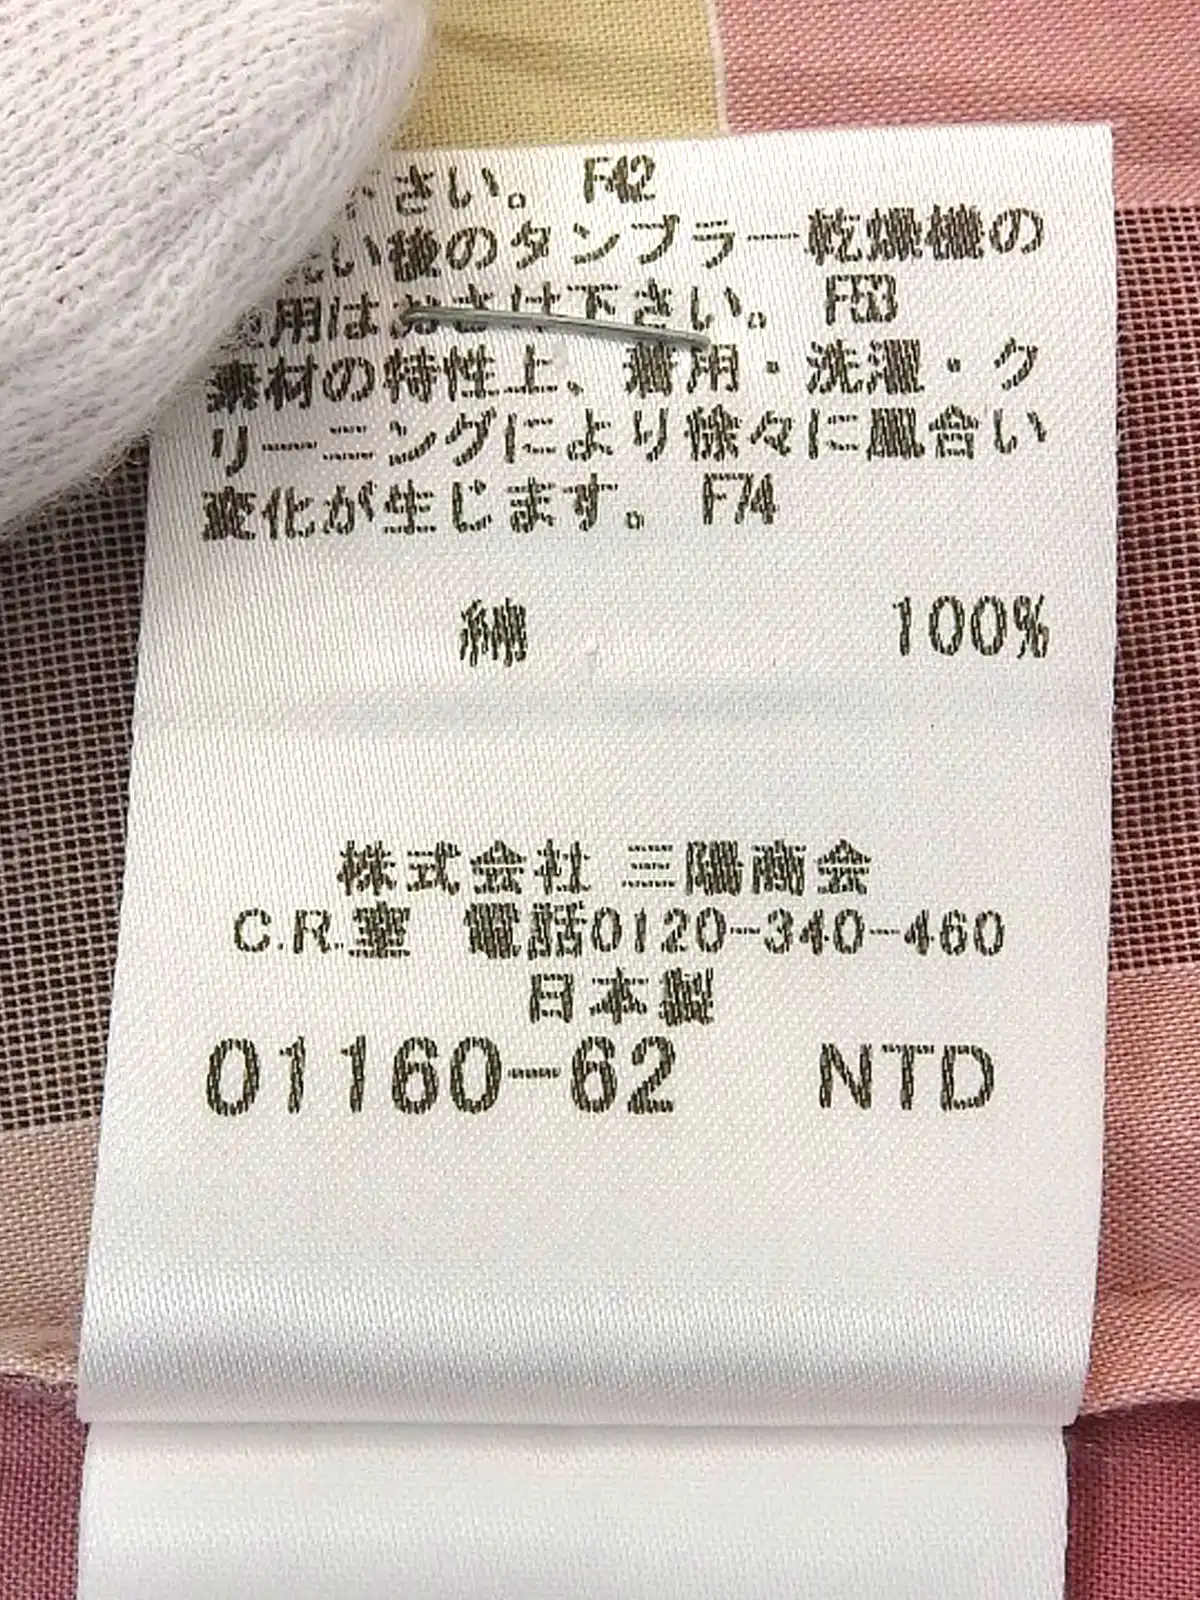 さい。 F42
い後のタンブラー乾燥機の
用はおさけ下さい。 F53
素材の特性上、着用・洗濯・ク
リーニングにより徐々に風合い
変化が生じます。 F74
綿 100%
株式会社 三陽商会
C.R.室 電話0120-340-460
日本製
01160-62 NTD